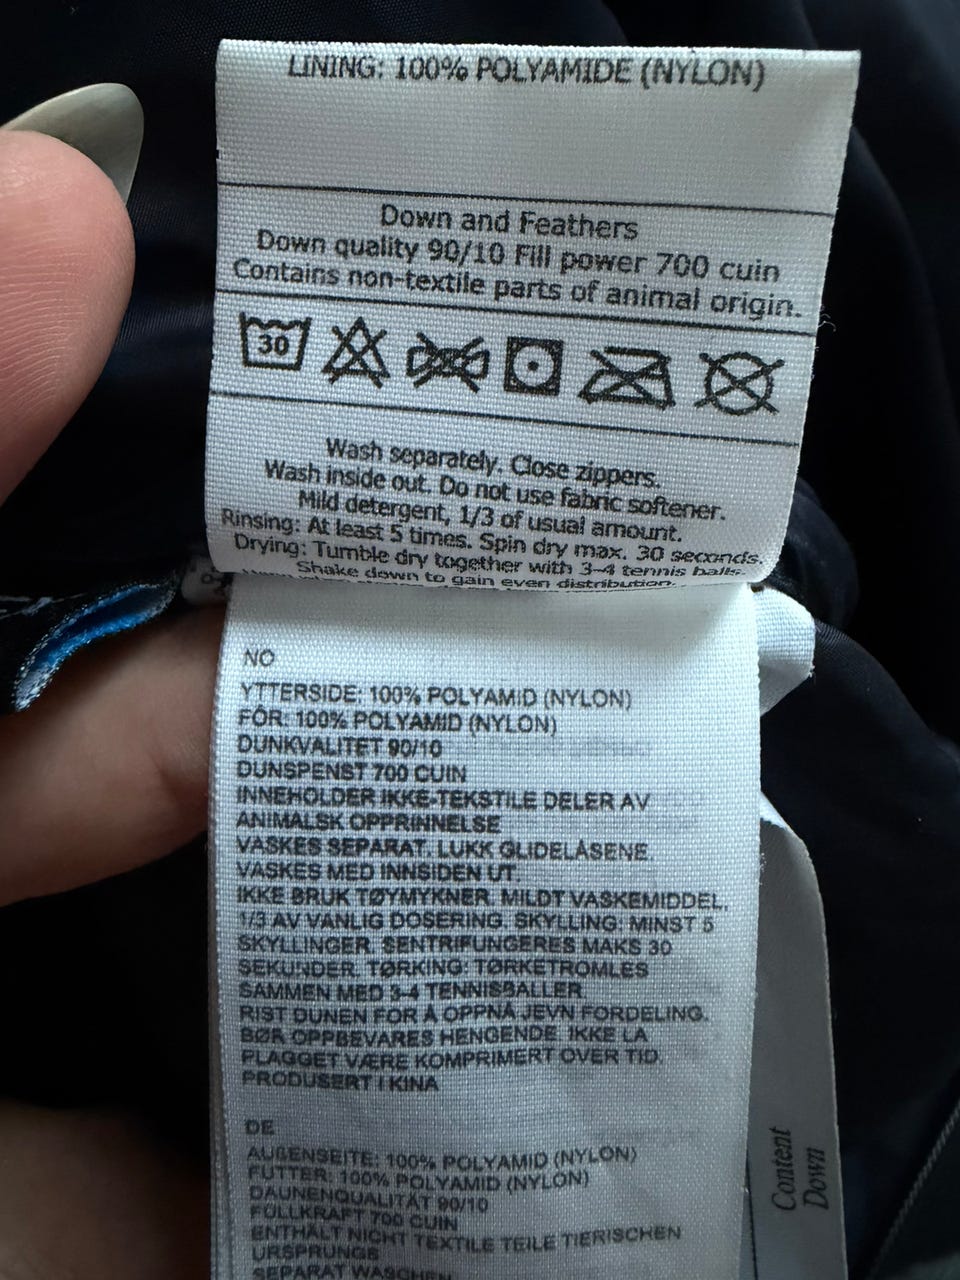 LINING: 100% POLYAMIDE (NYLON)
Down and Feathers
Down quality 90/10 Fill power 700 cuin
Contains non-textile parts of animal origin.
30
Wash separately. Close zippers.
Wash inside out. Do not use fabric softener.
Mild detergent, 1/3 of usual amount.
Rinsing: At least 5 times. Spin dry max. 30 seconds.
Drying: Tumble dry together with 3-4 tennis balls.
Shake down to gain even distribution.
NO
YTTERSIDE: 100% POLYAMID (NYLON)
FÔR: 100% POLYAMID (NYLON)
DUNKVALITET 90/10
DUNSPENST 700 CUIN
INNEHOLDER IKKE-TEKSTILE DELER AV
ANIMALSK OPPRINNELSE
VASKES SEPARAT. LUKK GLIDELÅSENE.
VASKES MED INNSIDEN UT.
IKKE BRUK TØYMYKNER. MILDT VASKEMIDDEL,
1/3 AV VANLIG DOSERING. SKYLLING: MINST 5
SKYLLINGER. SENTRIFUNGERES MAKS 30
SEKUNDER. TØRKING: TØRKETROMLES
SAMMEN MED 3-4 TENNISBALLER
RIST DUNEN FOR Å OPPNÅ JEVN FORDELING.
BØR OPPBEVARES HENGENDE IKKE LA
PLAGGET VÆRE KOMPRIMERT OVER TID.
PRODUSERT I KINA
DE
AUßENSEITE: 100% POLYAMID (NYLON)
FUTTER: 100% POLYAMID (NYLON)
DAUNENQUALITÄT 90/10
FÜLLKRAFT 700 CUIN
ENTHÄLT NICHT TEXTILE TEILE TIERISCHEN
URSPRUNGS
SEPARAT WASCHEN
Content
Down